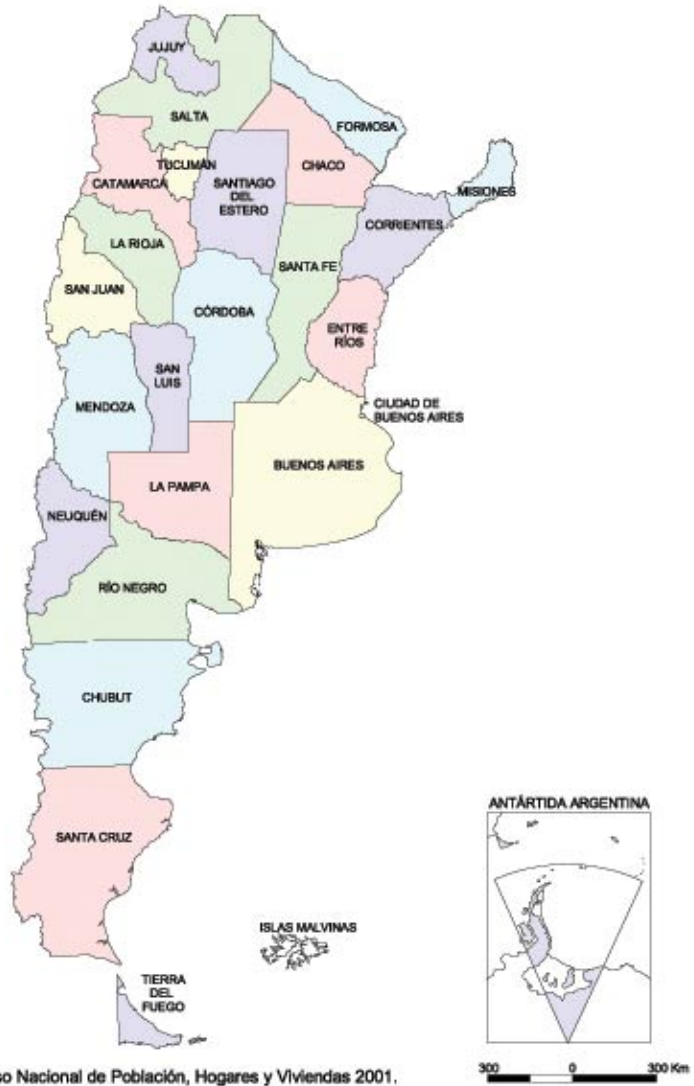 JUJUY
SALTA
FORMOSA
TUCUMÁN
CHACO
CATAMARCA
SANTIAGO
DEL
ESTERO
MISIONES
CORRIENTES
LA RIOJA
SANTA FE
SAN JUAN
CÓRDOBA
ENTRE
RÍOS
SAN
LUIS
MENDOZA
CIUDAD DE
BUENOS AIRES
BUENOS AIRES
LA PAMPA
NEUQUÉN
RÍO NEGRO
CHUBUT
SANTA CRUZ
ANTÁRTIDA ARGENTINA
ISLAS MALVINAS
TIERRA
DEL
FUEGO
Nacional de Población, Hogares y Viviendas 2001.
300 0 300 Km